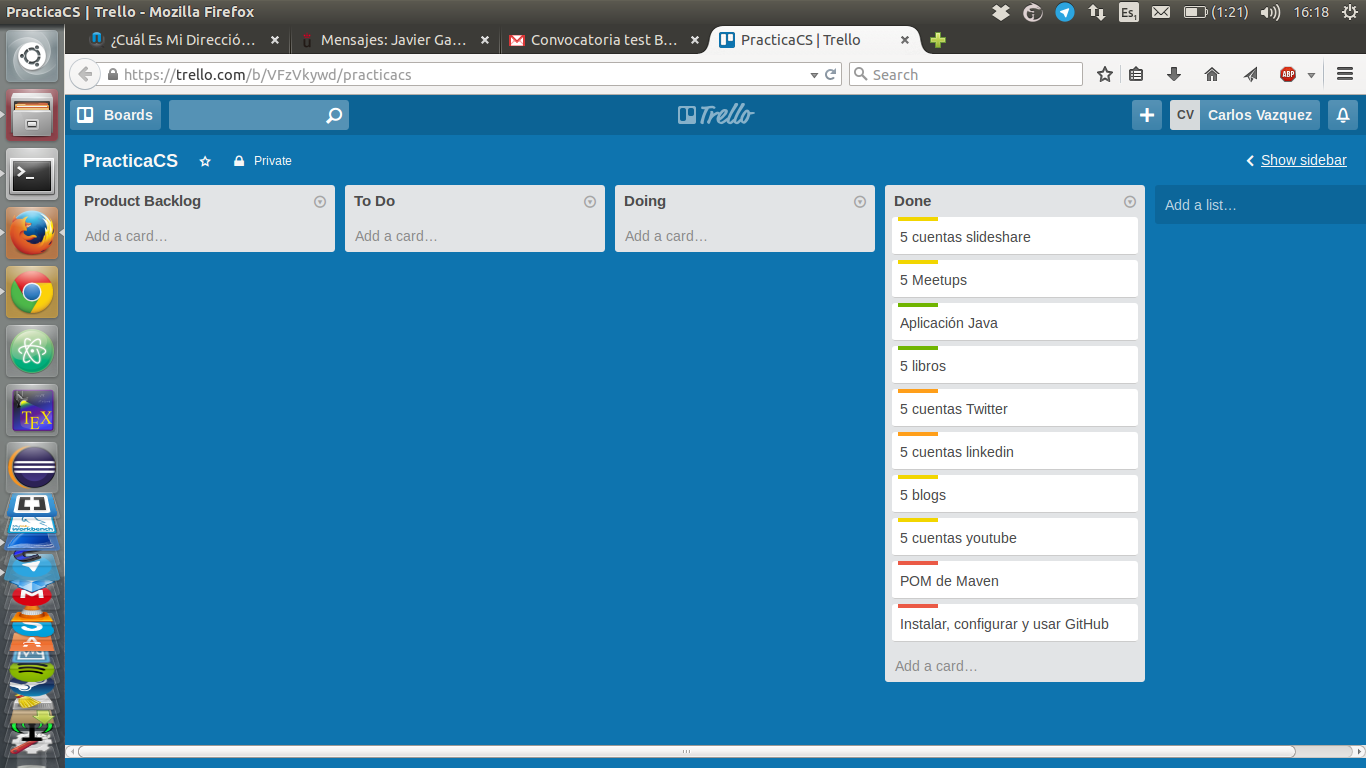 PracticaCS | Trello - Mozilla Firefox
Es1
(1:21)
16:18
¿Cuál Es Mi Direcció...
Mensajes: Javier Ga...
Convocatoria test B...
PracticaCS | Trello
https://trello.com/b/VFzVkywd/practicacs
Search
ABP
Boards
Trello
CV
Carlos Vazquez
PracticaCS
Private
Show sidebar
Product Backlog
Add a card…
To Do
Add a card…
Doing
Add a card…
Done
5 cuentas slideshare
5 Meetups
Aplicación Java
5 libros
5 cuentas Twitter
5 cuentas linkedin
5 blogs
5 cuentas youtube
POM de Maven
Instalar, configurar y usar GitHub
Add a card…
Add a list…
TEX
workbench